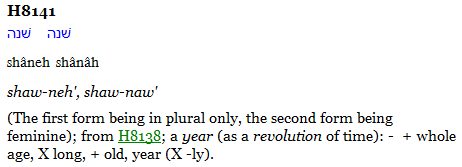 H8141
שׁנה    שׁנה
shâneh shânâh
shaw-neh', shaw-naw'
(The first form being in plural only, the second form being
feminine); from H8138; a year (as a revolution of time): -  + whole
age, X long, + old, year (X -ly).